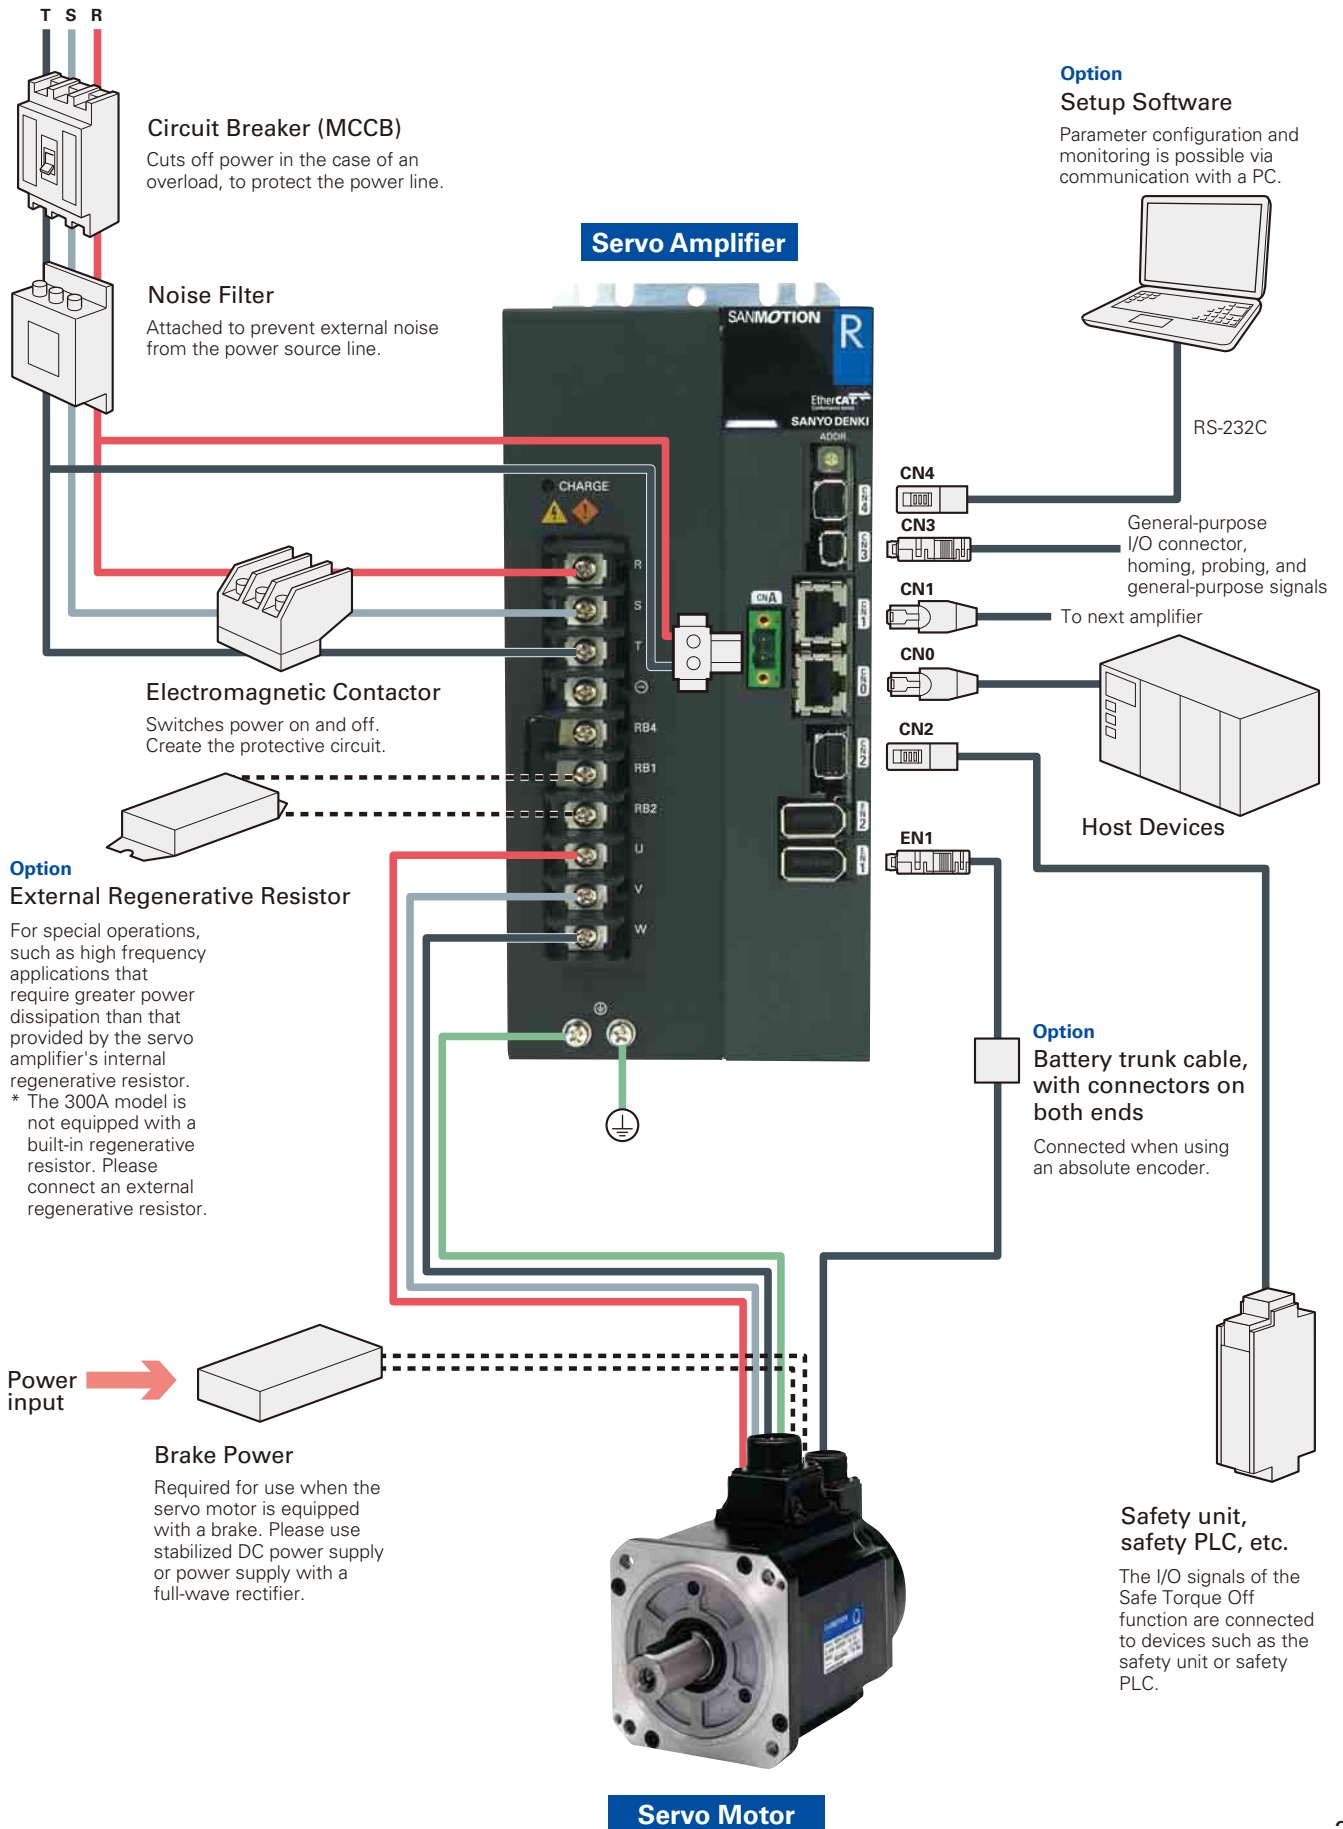 T S R
Circuit Breaker (MCCB)
Cuts off power in the case of an
overload, to protect the power line.
Noise Filter
Attached to prevent external noise
from the power source line.
Option
Setup Software
Parameter configuration and
monitoring is possible via
communication with a PC.
RS-232C
Servo Amplifier
SANMOTION
R
EtherCAT
SANYO DENKI
ADDR
CHARGE
R
S
T
⊖
RB4
RB1
RB2
U
V
W
CNA
CN4
CN3
CN1
CN0
CN2
EN2
EN1
CN4
CN3
General-purpose
I/O connector,
homing, probing, and
general-purpose signals
CN1
To next amplifier
CN0
CN2
Host Devices
EN1
Electromagnetic Contactor
Switches power on and off.
Create the protective circuit.
Option
External Regenerative Resistor
For special operations,
such as high frequency
applications that
require greater power
dissipation than that
provided by the servo
amplifier's internal
regenerative resistor.
* The 300A model is
not equipped with a
built-in regenerative
resistor. Please
connect an external
regenerative resistor.
Option
Battery trunk cable,
with connectors on
both ends
Connected when using
an absolute encoder.
Power
input
Brake Power
Required for use when the
servo motor is equipped
with a brake. Please use
stabilized DC power supply
or power supply with a
full-wave rectifier.
Safety unit,
safety PLC, etc.
The I/O signals of the
Safe Torque Off
function are connected
to devices such as the
safety unit or safety
PLC.
Servo Motor